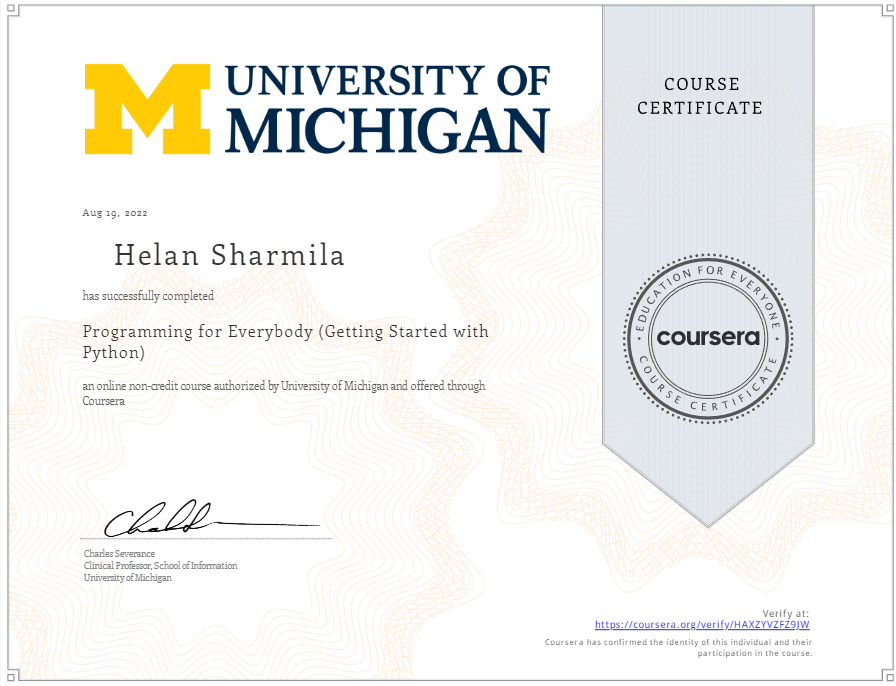 UNIVERSITY OF
MICHIGAN
COURSE
CERTIFICATE
Aug 19, 2022
Helan Sharmila
has successfully completed
Programming for Everybody (Getting Started with
Python)
an online non-credit course authorized by University of Michigan and offered through
Coursera
EDUCATION FOR EVERYONE
coursera
COURSE CERTIFICATE
Charles Severance
Clinical Professor, School of Information
University of Michigan
Verify at:
https://coursera.org/verify/HAXZYVZFZ9JW
Coursera has confirmed the identity of this individual and their
participation in the course.